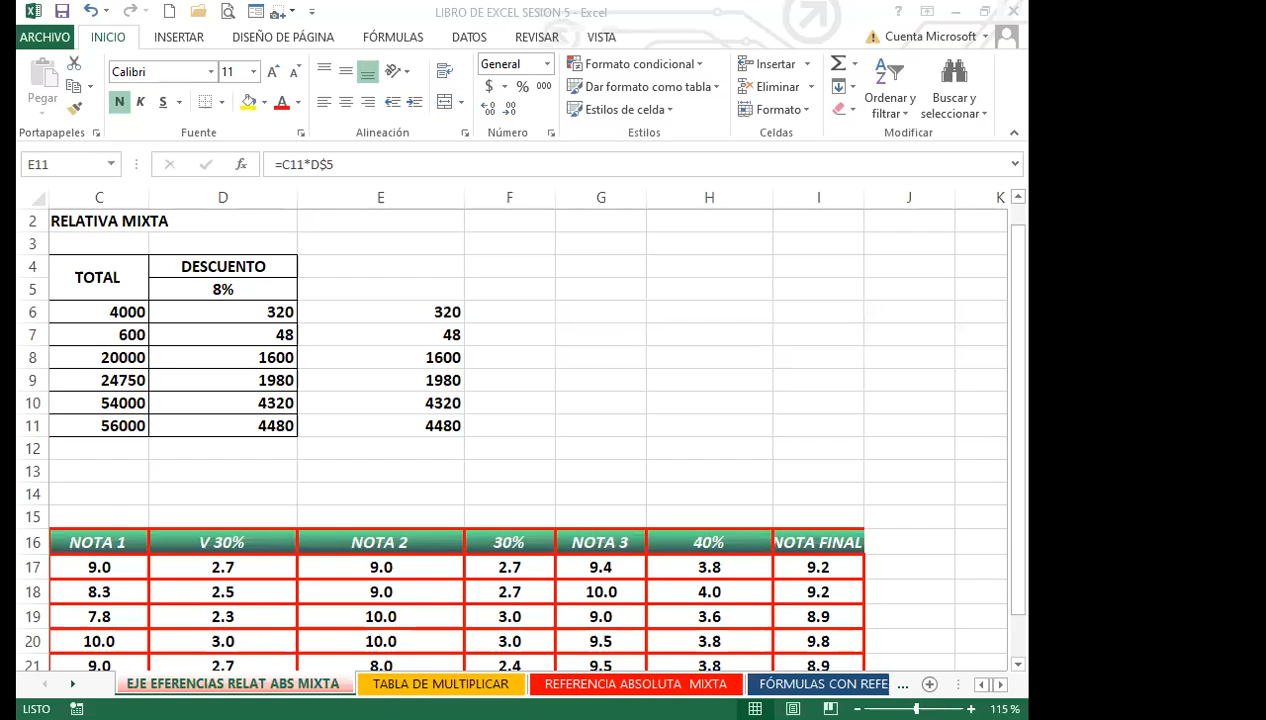 LIBRO DE EXCEL SESION 5 - Excel
ARCHIVO INICIO INSERTAR DISEÑO DE PÁGINA FÓRMULAS DATOS REVISAR VISTA Cuenta Microsoft
Pegar Calibri 11 General Formato condicional Insertar Ordenar y filtrar Buscar y seleccionar
N K S $ % 000 Dar formato como tabla Eliminar
Estilos de celda Formato
Portapapeles Fuente Alineación Número Estilos Celdas Modificar
E11 fx =C11*D$5
C D E F G H I J K
2 RELATIVA MIXTA
3
4 TOTAL DESCUENTO
5 8%
6 4000 320 320
7 600 48 48
8 20000 1600 1600
9 24750 1980 1980
10 54000 4320 4320
11 56000 4480 4480
12
13
14
15
16 NOTA 1 V 30% NOTA 2 30% NOTA 3 40% NOTA FINAL
17 9.0 2.7 9.0 2.7 9.4 3.8 9.2
18 8.3 2.5 9.0 2.7 10.0 4.0 9.2
19 7.8 2.3 10.0 3.0 9.0 3.6 8.9
20 10.0 3.0 10.0 3.0 9.5 3.8 9.8
21 9.0 2.7 8.0 2.4 9.5 3.8 8.9
EJE EFERENCIAS RELAT ABS MIXTA TABLA DE MULTIPLICAR REFERENCIA ABSOLUTA MIXTA FÓRMULAS CON REFE ...
LISTO 115 %